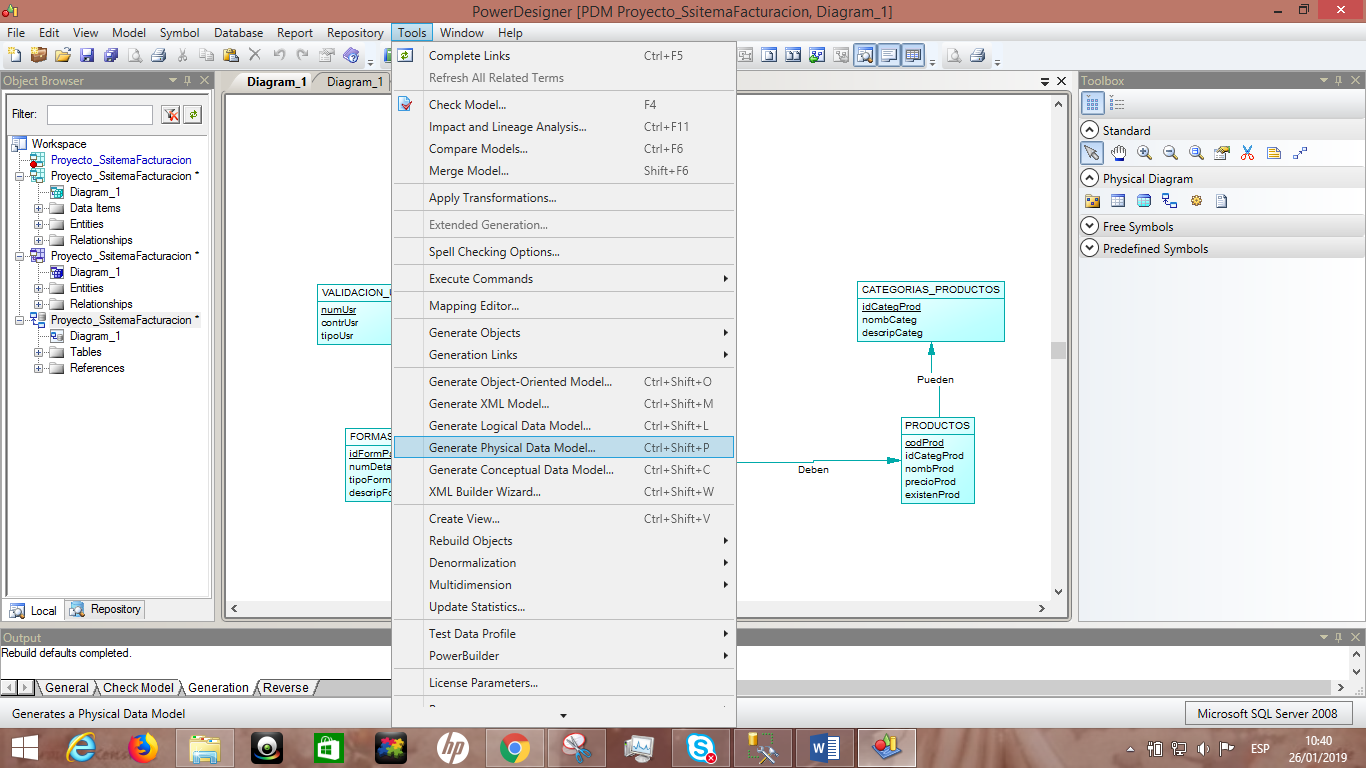 PowerDesigner [PDM Proyecto_SsitemaFacturacion, Diagram_1]
File Edit View Model Symbol Database Report Repository Tools Window Help
Object Browser
Filter:
Workspace
Proyecto_SsitemaFacturacion
Proyecto_SsitemaFacturacion *
Diagram_1
Data Items
Entities
Relationships
Proyecto_SsitemaFacturacion *
Diagram_1
Entities
Relationships
Proyecto_SsitemaFacturacion *
Diagram_1
Tables
References
Local Repository
Diagram_1 Diagram_1
VALIDACION_
numUsr
contrUsr
tipoUsr
FORMAS
idFormPa
numDeta
tipoForm
descripFo
Complete Links Ctrl+F5
Refresh All Related Terms
Check Model... F4
Impact and Lineage Analysis... Ctrl+F11
Compare Models... Ctrl+F6
Merge Model... Shift+F6
Apply Transformations...
Extended Generation...
Spell Checking Options...
Execute Commands
Mapping Editor...
Generate Objects
Generation Links
Generate Object-Oriented Model... Ctrl+Shift+O
Generate XML Model... Ctrl+Shift+M
Generate Logical Data Model... Ctrl+Shift+L
Generate Physical Data Model... Ctrl+Shift+P
Generate Conceptual Data Model... Ctrl+Shift+C
XML Builder Wizard... Ctrl+Shift+W
Create View... Ctrl+Shift+V
Rebuild Objects
Denormalization
Multidimension
Update Statistics...
Test Data Profile
PowerBuilder
License Parameters...
CATEGORIAS_PRODUCTOS
idCategProd
nombCateg
descripCateg
Pueden
PRODUCTOS
codProd
idCategProd
nombProd
precioProd
existenProd
Deben
Toolbox
Standard
Physical Diagram
Free Symbols
Predefined Symbols
Output
Rebuild defaults completed.
General Check Model Generation Reverse
Generates a Physical Data Model
Microsoft SQL Server 2008
ESP
10:40
26/01/2019